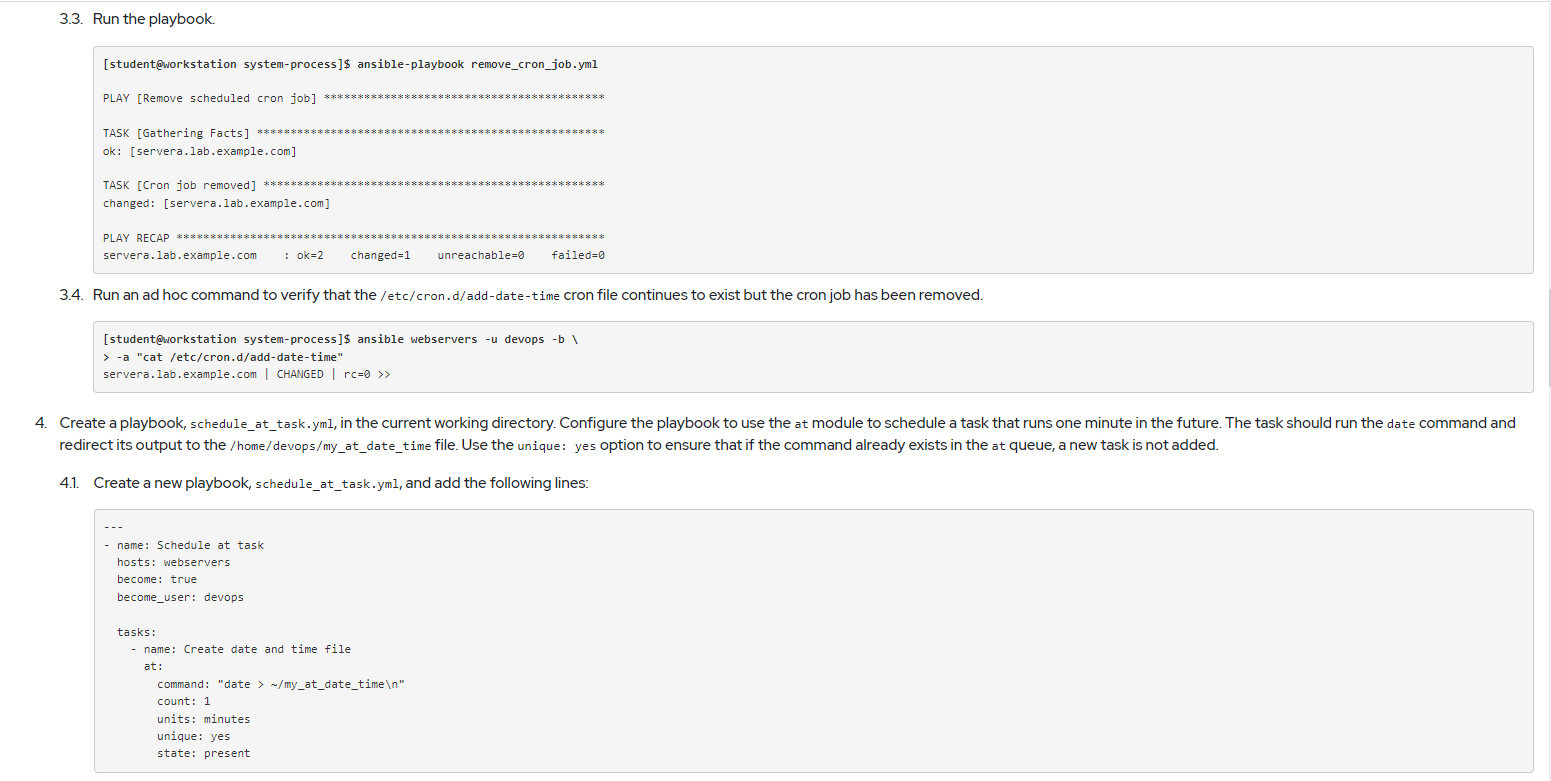 3.3. Run the playbook.
[student@workstation system-process]$ ansible-playbook remove_cron_job.yml
PLAY [Remove scheduled cron job] ******************************************
TASK [Gathering Facts] ****************************************************
ok: [servera.lab.example.com]
TASK [Cron job removed] ***************************************************
changed: [servera.lab.example.com]
PLAY RECAP ****************************************************************
servera.lab.example.com    : ok=2    changed=1    unreachable=0    failed=0
3.4. Run an ad hoc command to verify that the /etc/cron.d/add-date-time cron file continues to exist but the cron job has been removed.
[student@workstation system-process]$ ansible webservers -u devops -b \
> -a "cat /etc/cron.d/add-date-time"
servera.lab.example.com | CHANGED | rc=0 >>
4. Create a playbook, schedule_at_task.yml, in the current working directory. Configure the playbook to use the at module to schedule a task that runs one minute in the future. The task should run the date command and
redirect its output to the /home/devops/my_at_date_time file. Use the unique: yes option to ensure that if the command already exists in the at queue, a new task is not added.
4.1. Create a new playbook, schedule_at_task.yml, and add the following lines:
---
- name: Schedule at task
  hosts: webservers
  become: true
  become_user: devops
  tasks:
    - name: Create date and time file
      at:
        command: "date > ~/my_at_date_time\n"
        count: 1
        units: minutes
        unique: yes
        state: present